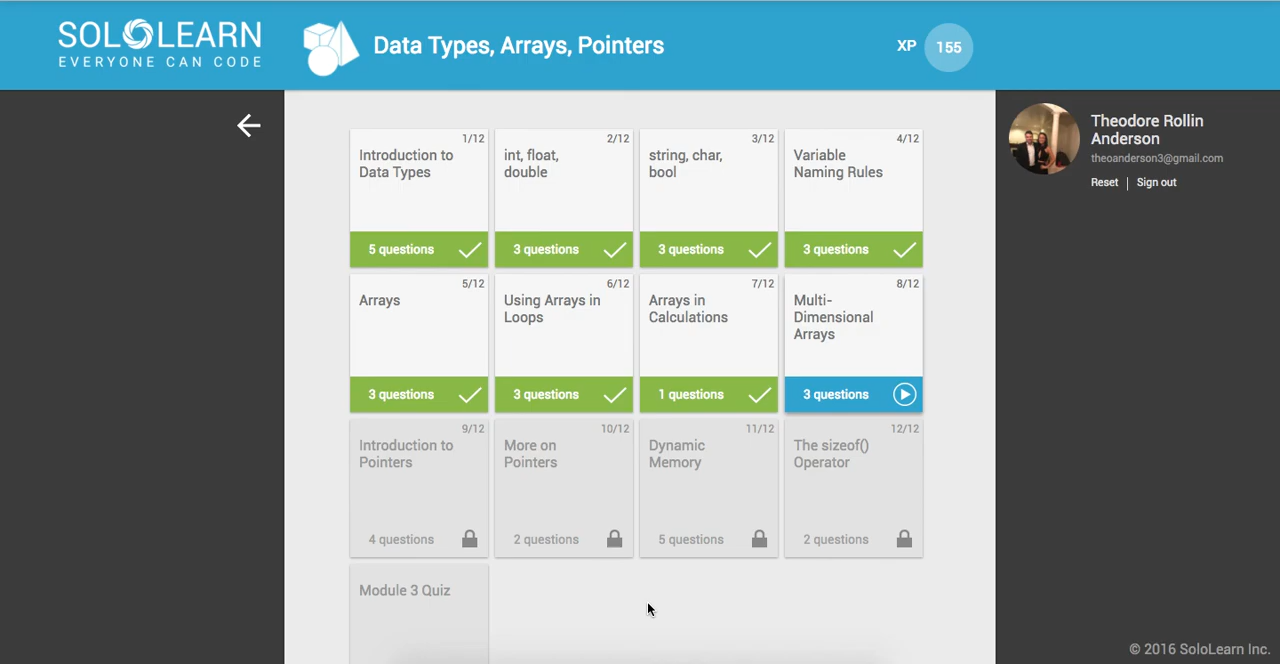 SOLOLEARN
EVERYONE CAN CODE
Data Types, Arrays, Pointers
XP 155
Theodore Rollin
Anderson
theoanderson3@gmail.com
Reset | Sign out
1/12
Introduction to
Data Types
5 questions
2/12
int, float,
double
3 questions
3/12
string, char,
bool
3 questions
4/12
Variable
Naming Rules
3 questions
5/12
Arrays
3 questions
6/12
Using Arrays in
Loops
3 questions
7/12
Arrays in
Calculations
1 questions
8/12
Multi-
Dimensional
Arrays
3 questions
9/12
Introduction to
Pointers
4 questions
10/12
More on
Pointers
2 questions
11/12
Dynamic
Memory
5 questions
12/12
The sizeof()
Operator
2 questions
Module 3 Quiz
© 2016 SoloLearn Inc.